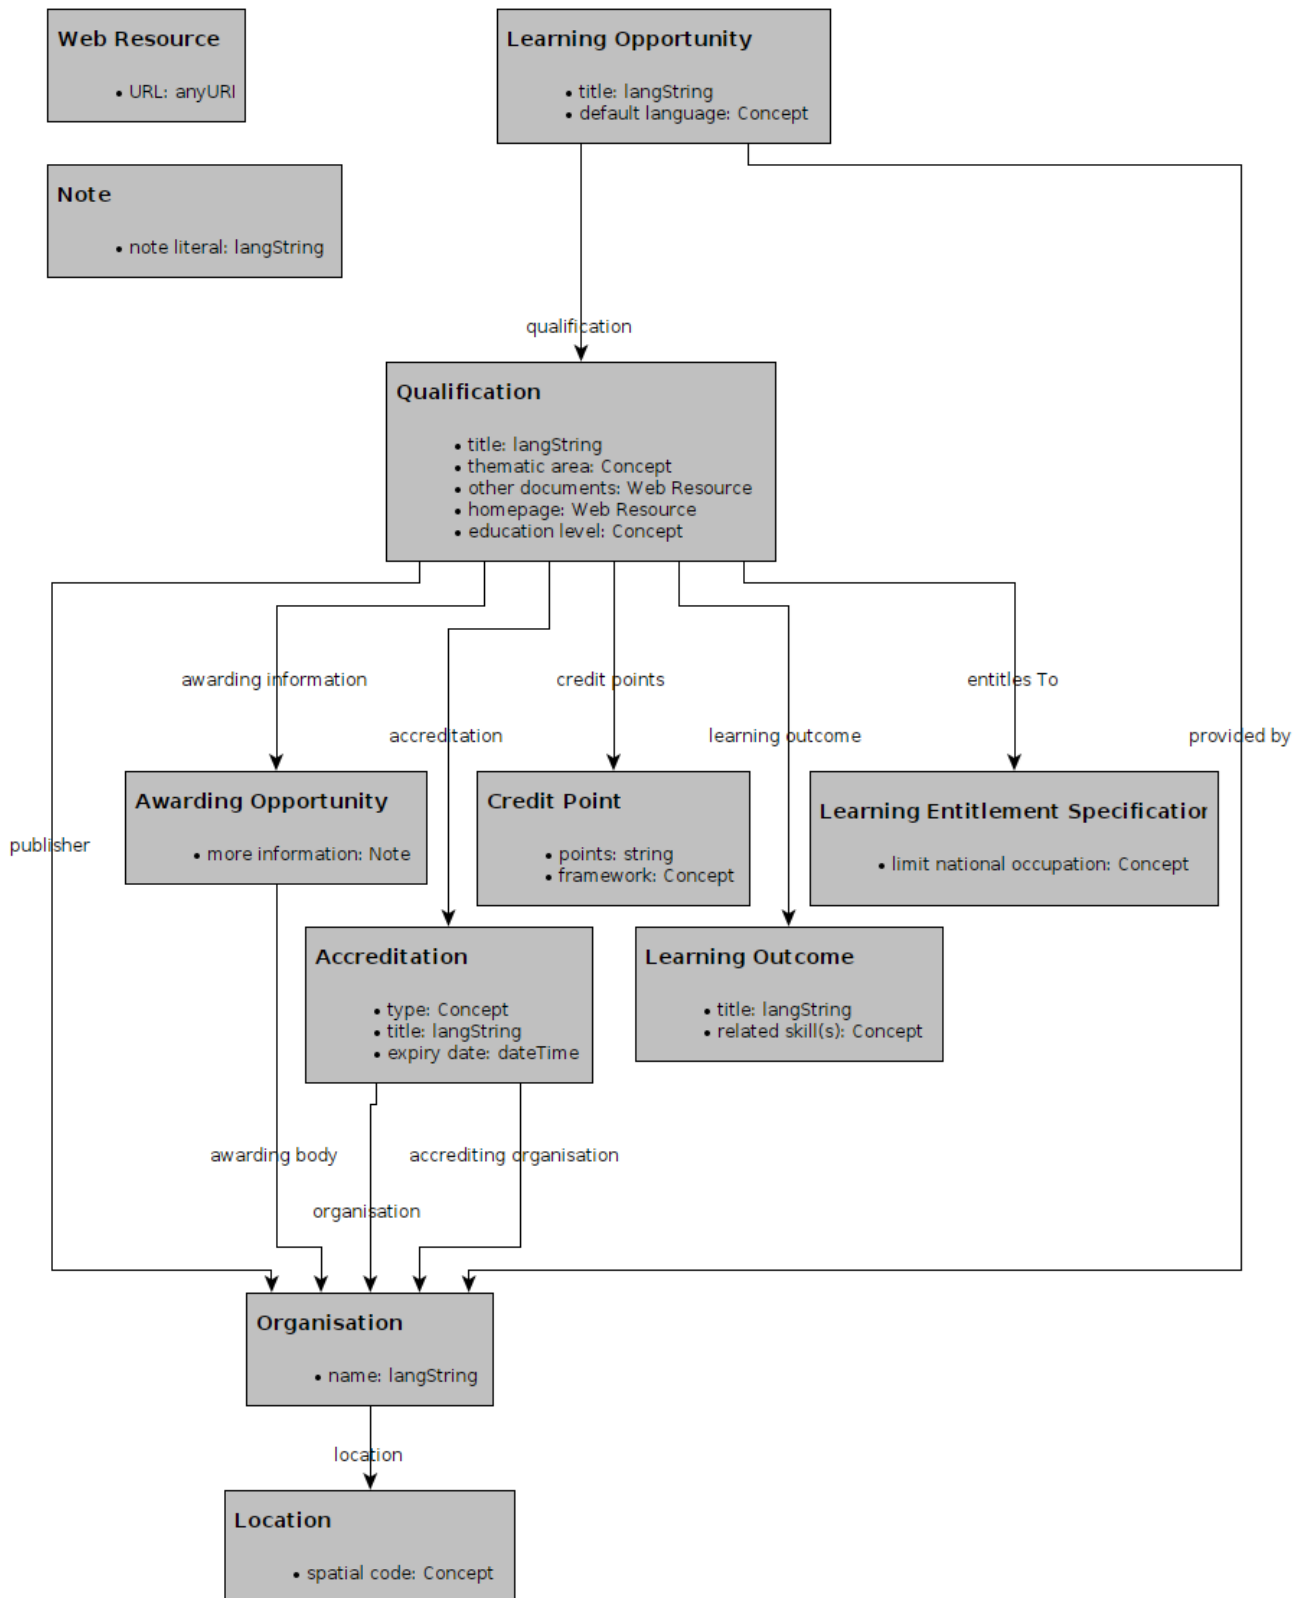 Web Resource
• URL: anyURI
Learning Opportunity
• title: langString
• default language: Concept
Note
• note literal: langString
qualification
Qualification
• title: langString
• thematic area: Concept
• other documents: Web Resource
• homepage: Web Resource
• education level: Concept
awarding information
credit points
entitles To
accreditation
learning outcome
provided by
Awarding Opportunity
• more information: Note
Credit Point
• points: string
• framework: Concept
Learning Entitlement Specification
• limit national occupation: Concept
publisher
Accreditation
• type: Concept
• title: langString
• expiry date: dateTime
Learning Outcome
• title: langString
• related skill(s): Concept
awarding body
accrediting organisation
organisation
Organisation
• name: langString
location
Location
• spatial code: Concept